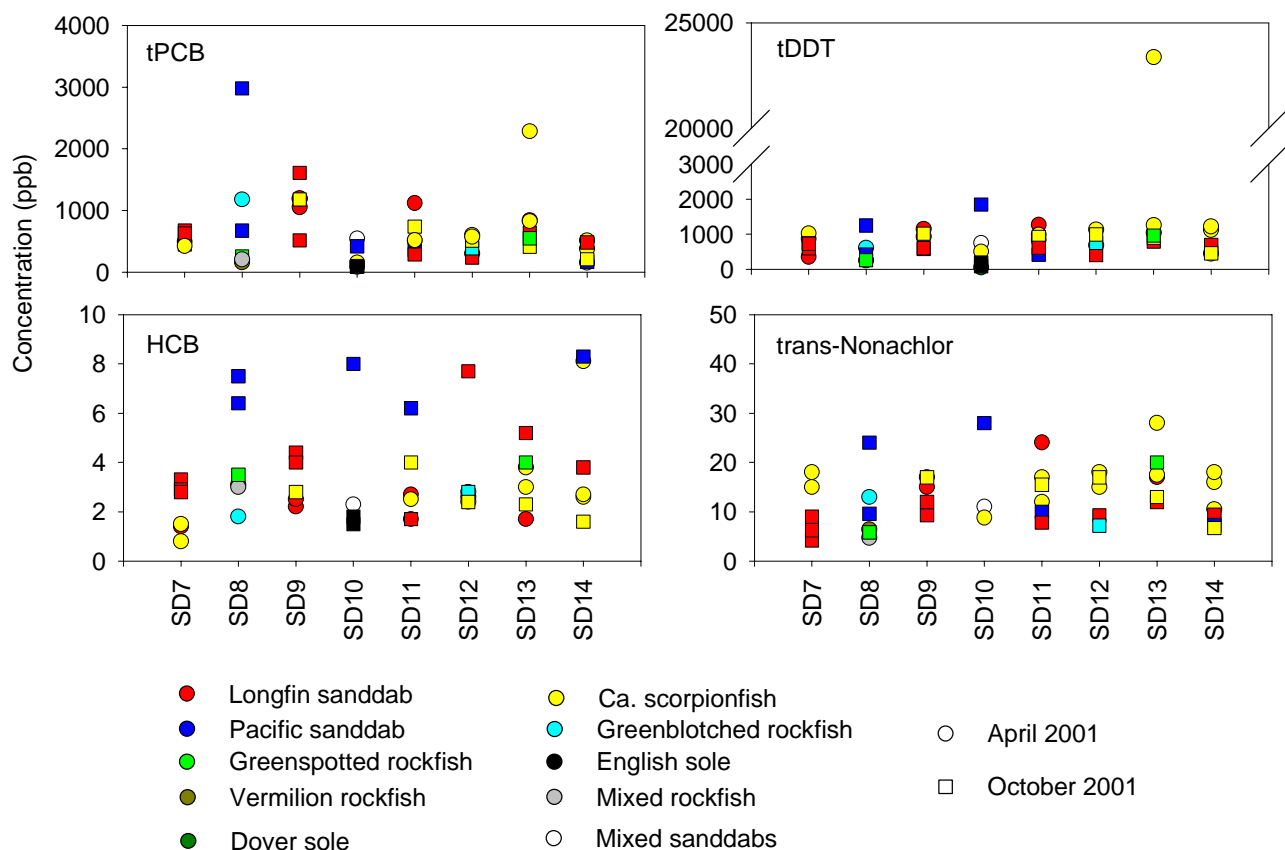 tPCB
4000
3000
2000
1000
0
tDDT
25000
20000
3000
2000
1000
0
Concentration (ppb)
HCB
10
8
6
4
2
0
SD7
SD8
SD9
SD10
SD11
SD12
SD13
SD14
trans-Nonachlor
50
40
30
20
10
0
SD7
SD8
SD9
SD10
SD11
SD12
SD13
SD14
Longfin sanddab
Pacific sanddab
Greenspotted rockfish
Vermilion rockfish
Dover sole
Ca. scorpionfish
Greenblotched rockfish
English sole
Mixed rockfish
Mixed sanddabs
April 2001
October 2001